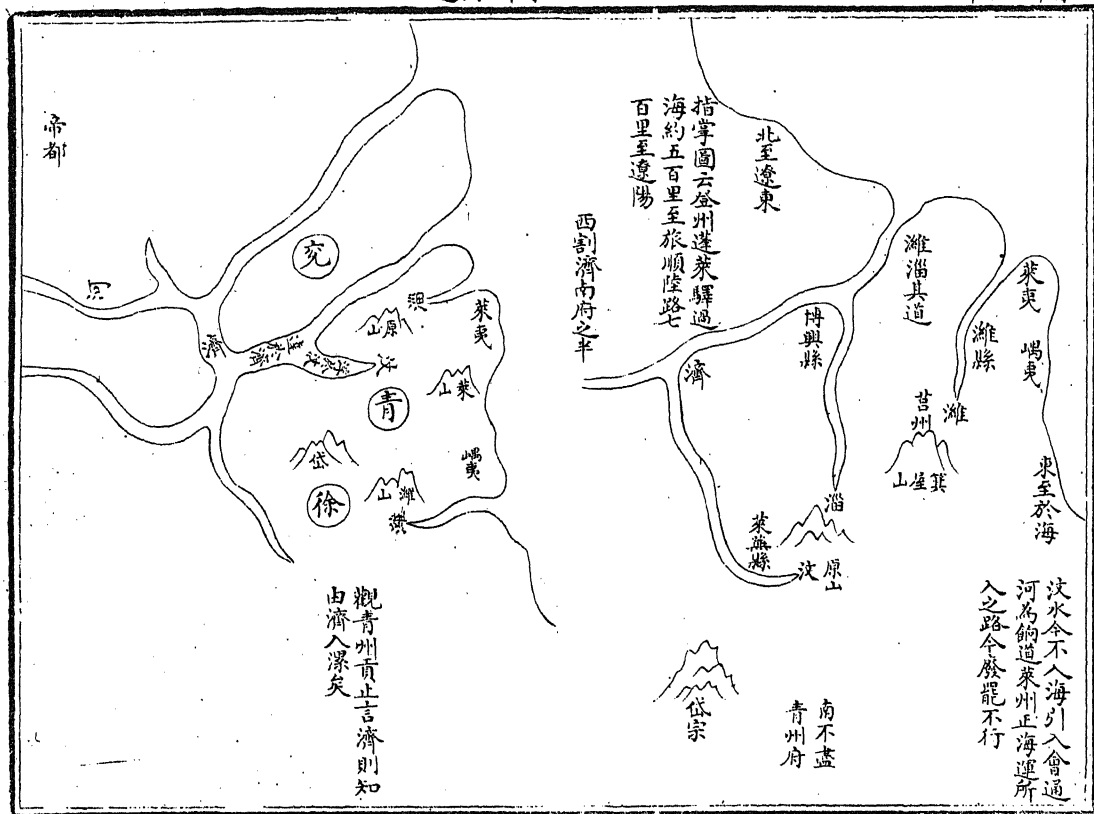 汶水今不入海引入會通
河為餉道萊州正海運所
入之路今廢罷不行
東至於海
萊夷
嵎夷
濰縣
濰
莒州
箕屋山
濰淄其道
博興縣
淄
原山
汶
萊蕪縣
濟
南不盡
青州府
岱宗
北至遼東
指掌圖云登州蓬萊驛過
海約五百里至旅順陸路七
百里至遼陽
西割濟南府之半
萊夷
嵎夷
原山
萊山
濰山
汶
青
岱
徐
兖
浮於汶
達於濟
濟
帝都
觀青州貢止言濟則知
由濟入漯矣